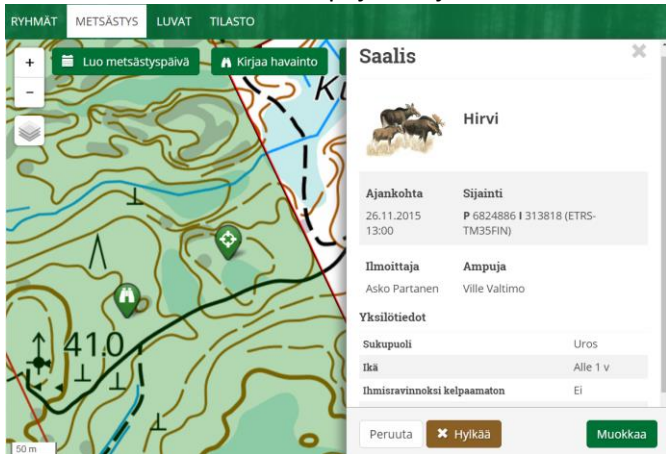 RYHMÄT METSÄSTYS LUVAT TILASTO
+ Luo metsästyspäivä Kirjaa havainto
-
41.0
50 m
Saalis
Hirvi
Ajankohta Sijainti
26.11.2015 P 6824886 I 313818 (ETRS-
13:00 TM35FIN)
Ilmoittaja Ampuja
Asko Partanen Ville Valtimo
Yksilötiedot
Sukupuoli Uros
Ikä Alle 1 v
Ihmisravinnoksi kelpaamaton Ei
Peruuta Hylkää Muokkaa